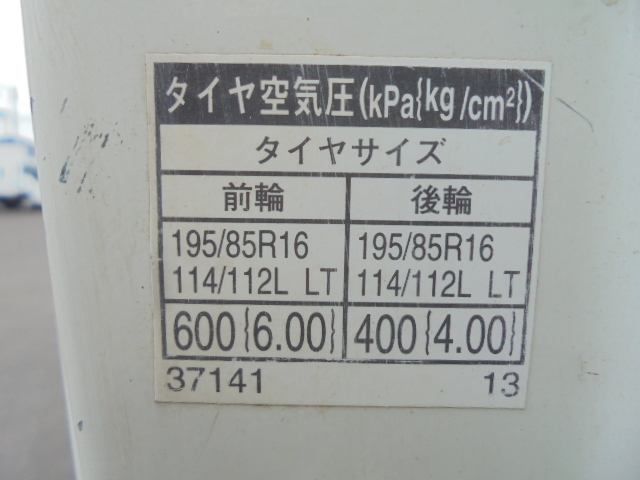 タイヤ空気圧(kPa{kg/cm²})
タイヤサイズ
前輪 後輪
195/85R16 195/85R16
114/112L LT 114/112L LT
600{6.00} 400{4.00}
37141 13